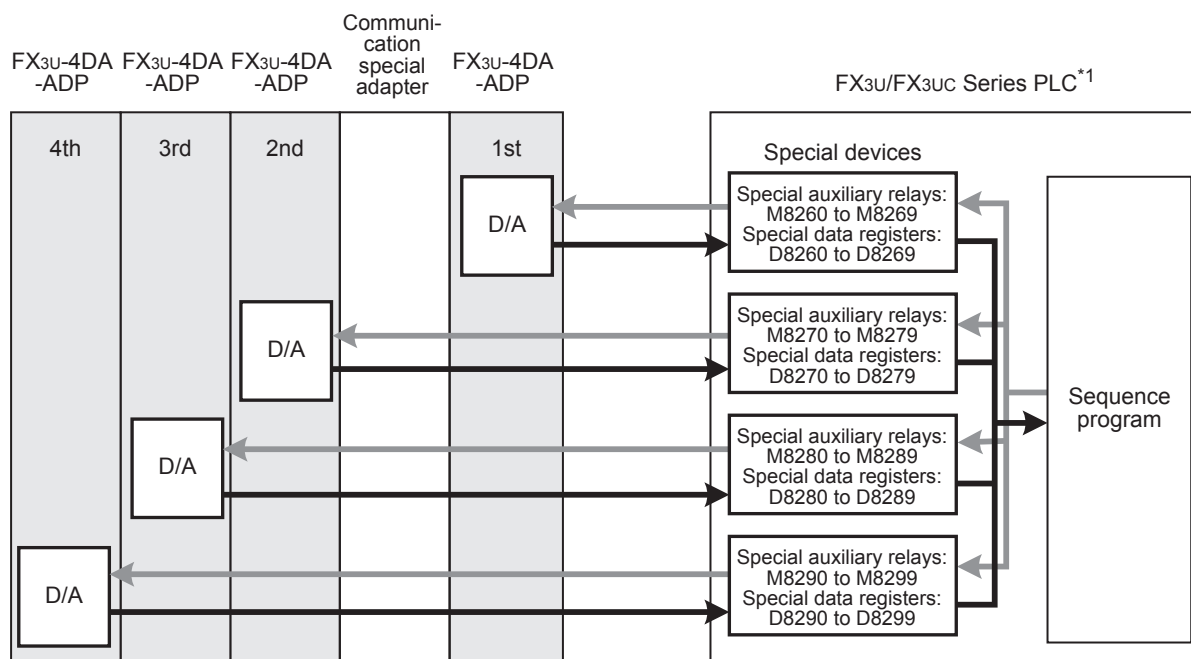 FX3U-4DA
-ADP
FX3U-4DA
-ADP
FX3U-4DA
-ADP
Communi-
cation
special
adapter
FX3U-4DA
-ADP
FX3U/FX3UC Series PLC*1
4th
3rd
2nd
1st
Special devices
D/A
Special auxiliary relays:
M8260 to M8269
Special data registers:
D8260 to D8269
D/A
Special auxiliary relays:
M8270 to M8279
Special data registers:
D8270 to D8279
D/A
Special auxiliary relays:
M8280 to M8289
Special data registers:
D8280 to D8289
D/A
Special auxiliary relays:
M8290 to M8299
Special data registers:
D8290 to D8299
Sequence
program